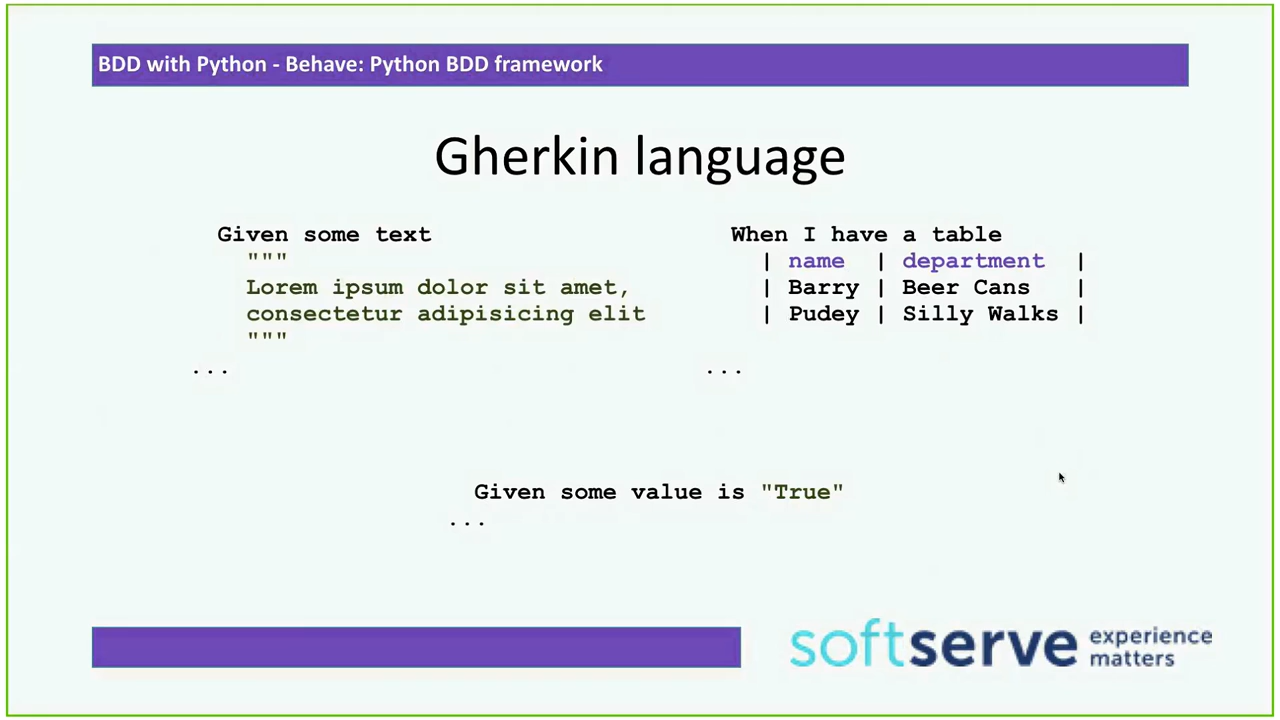 BDD with Python - Behave: Python BDD framework
Gherkin language
Given some text
"""
Lorem ipsum dolor sit amet,
consectetur adipisicing elit
"""
...
When I have a table
| name | department |
| Barry | Beer Cans |
| Pudey | Silly Walks |
...
Given some value is "True"
...
softserve experience
matters